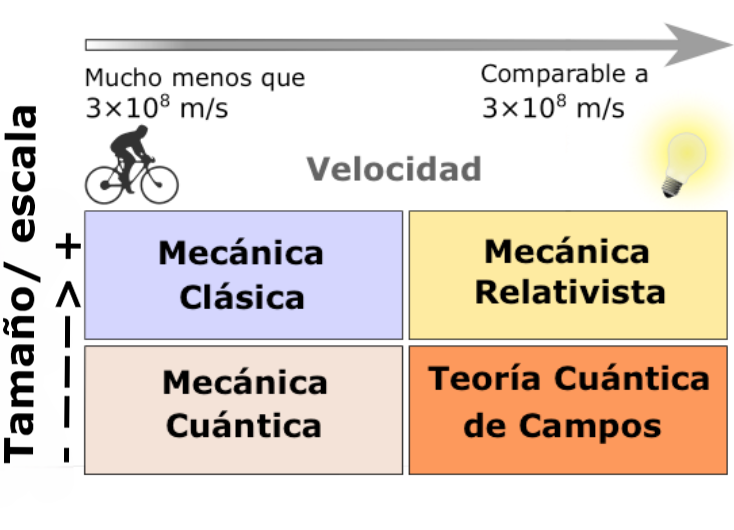 Mucho menos que
3×10⁸ m/s
Comparable a
3×10⁸ m/s
Velocidad
Tamaño/ escala
- ———> +
Mecánica
Clásica
Mecánica
Relativista
Mecánica
Cuántica
Teoría Cuántica
de Campos